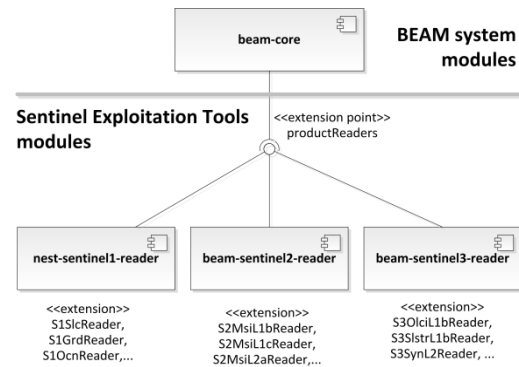 beam-core
BEAM system
modules
Sentinel Exploitation Tools
modules
<<extension point>>
productReaders
nest-sentinel1-reader
beam-sentinel2-reader
beam-sentinel3-reader
<<extension>>
S1SlcReader,
S1GrdReader,
S1OcnReader,...
<<extension>>
S2MsiL1bReader,
S2MsiL1cReader,
S2MsiL2aReader,...
<<extension>>
S3OlciL1bReader,
S3SlstrL1bReader,
S3SynL2Reader, ...